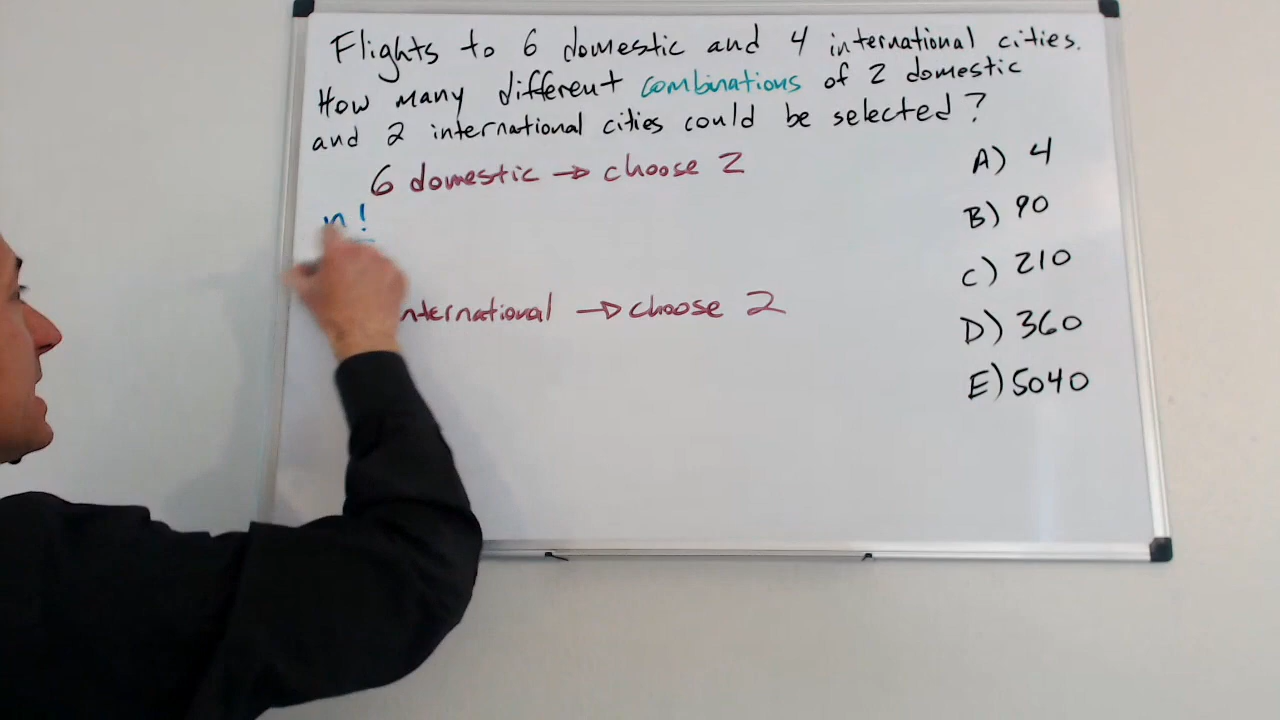 Flights to 6 domestic and 4 international cities.
How many different combinations of 2 domestic
and 2 international cities could be selected?
6 domestic → choose 2
n!
nternational → choose 2
A) 4
B) 90
C) 210
D) 360
E) 5040